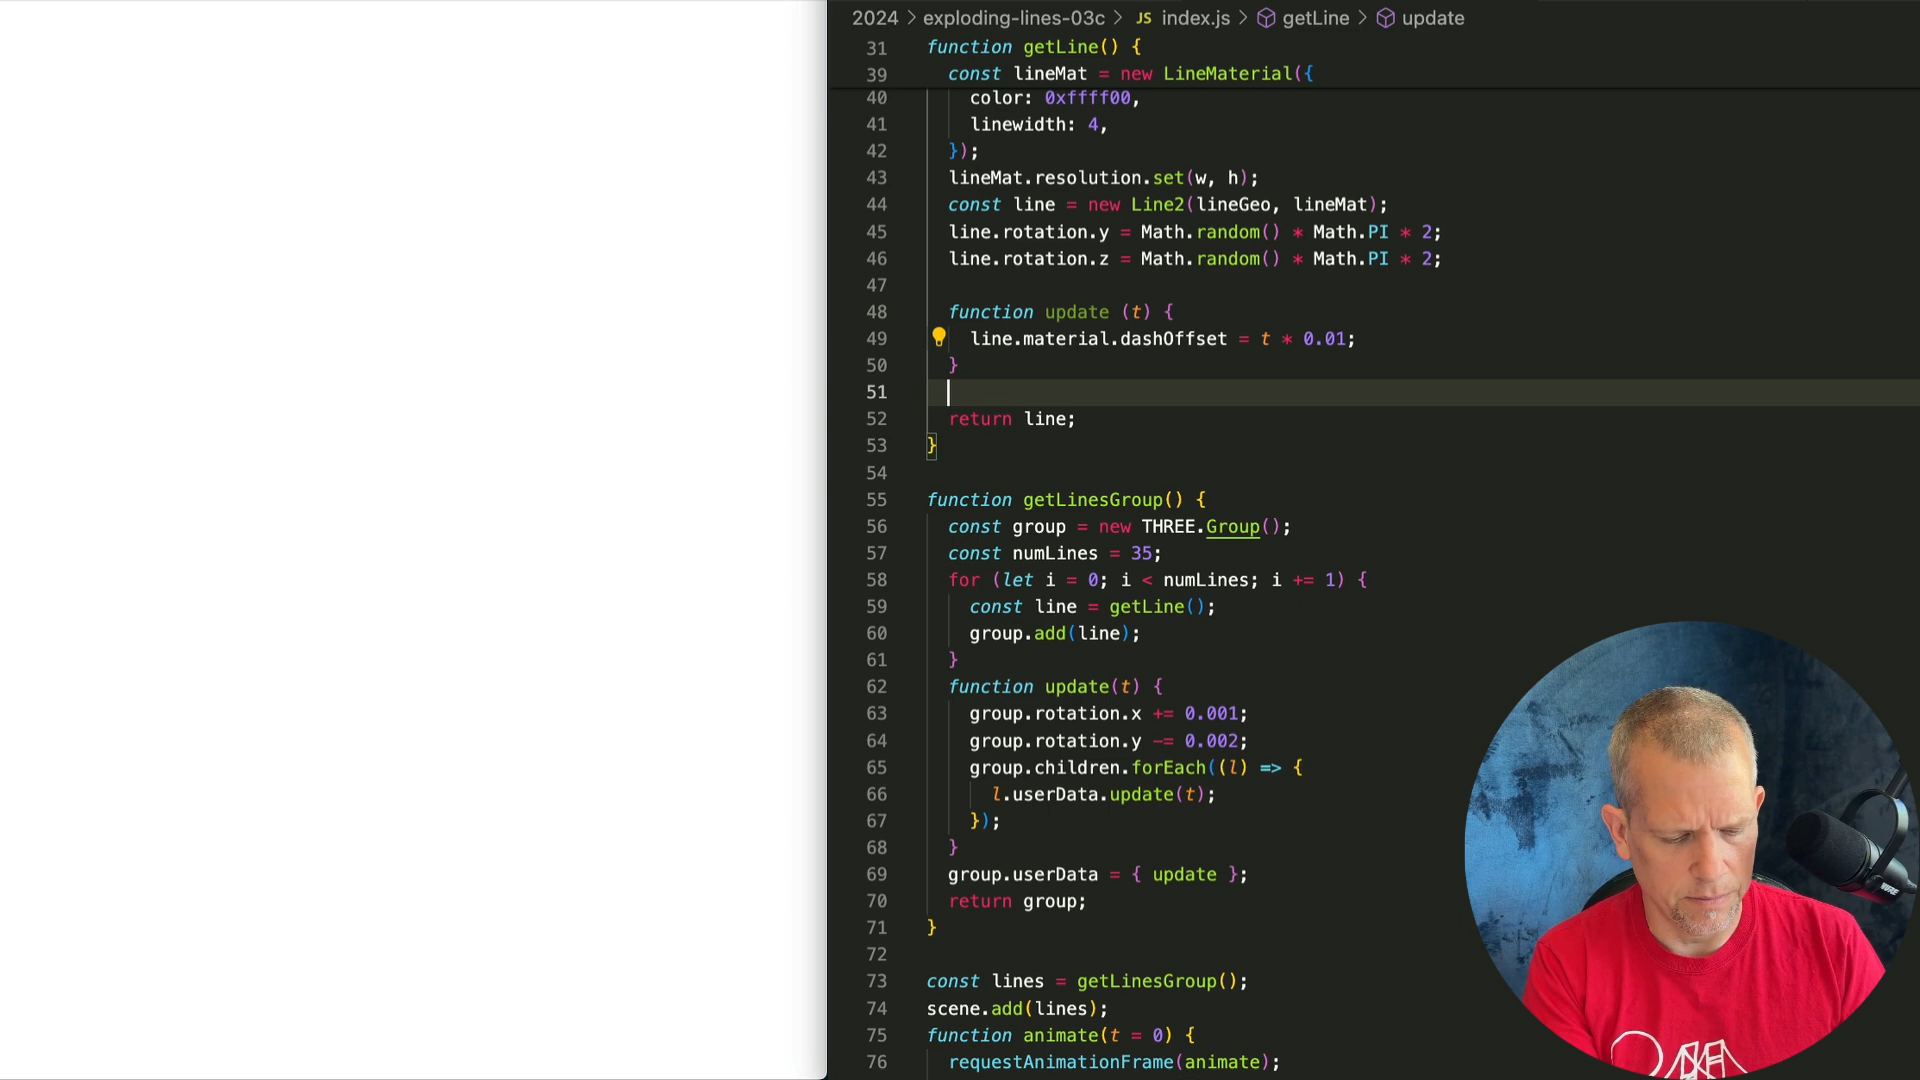 2024 > exploding-lines-03c > JS index.js > getLine > update
31 function getLine() {
39 const lineMat = new LineMaterial({
40 color: 0xffff00,
41 linewidth: 4,
42 });
43 lineMat.resolution.set(w, h);
44 const line = new Line2(lineGeo, lineMat);
45 line.rotation.y = Math.random() * Math.PI * 2;
46 line.rotation.z = Math.random() * Math.PI * 2;
47
48 function update (t) {
49 line.material.dashOffset = t * 0.01;
50 }
51
52 return line;
53 }
54
55 function getLinesGroup() {
56 const group = new THREE.Group();
57 const numLines = 35;
58 for (let i = 0; i < numLines; i += 1) {
59 const line = getLine();
60 group.add(line);
61 }
62 function update(t) {
63 group.rotation.x += 0.001;
64 group.rotation.y -= 0.002;
65 group.children.forEach((l) => {
66 l.userData.update(t);
67 });
68 }
69 group.userData = { update };
70 return group;
71 }
72
73 const lines = getLinesGroup();
74 scene.add(lines);
75 function animate(t = 0) {
76 requestAnimationFrame(animate);